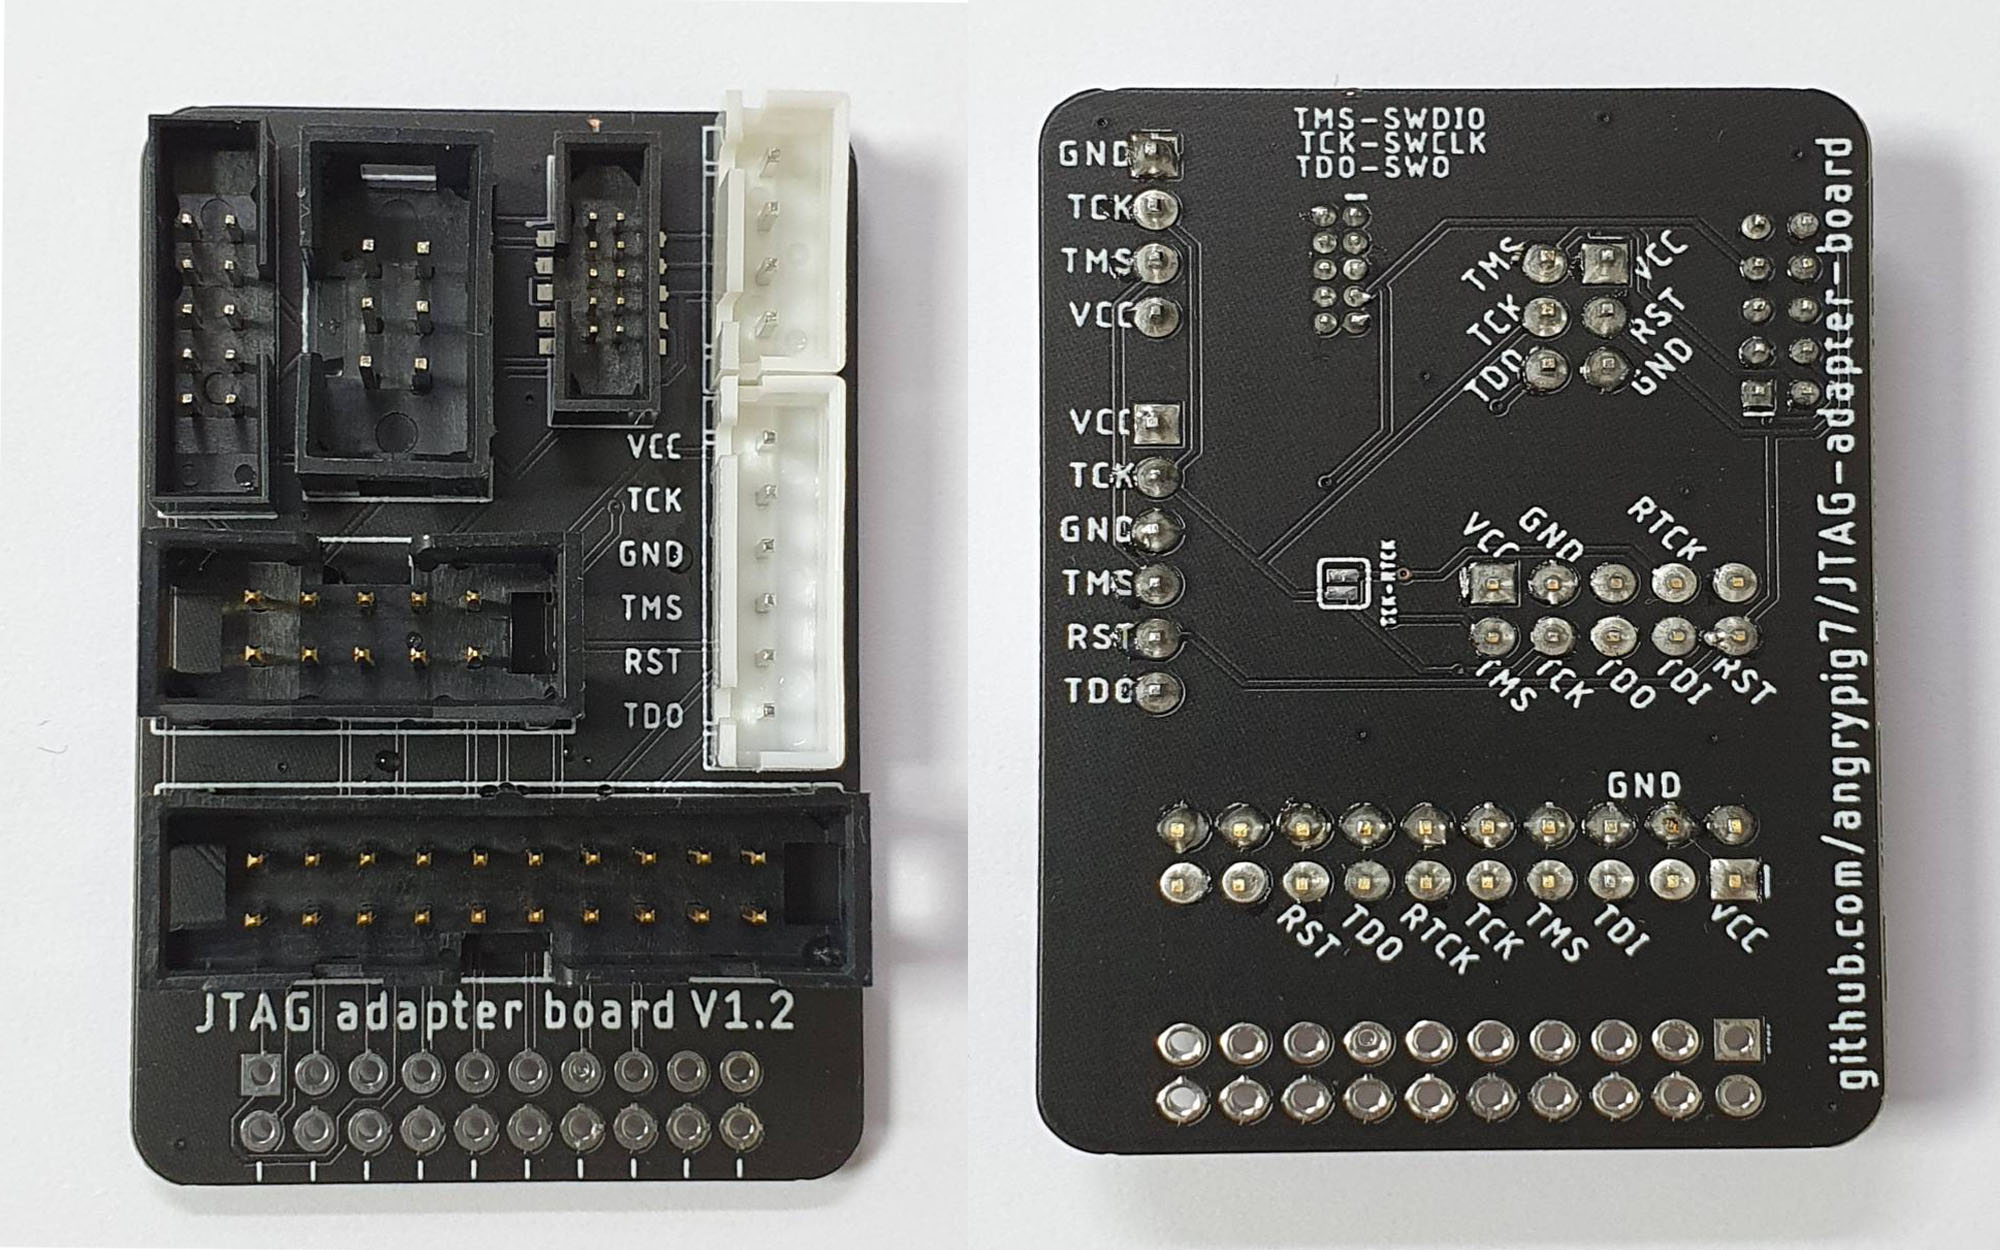 VCC
TCK
GND
TMS
RST
TDO
JTAG adapter board V1.2
TMS-SWDIO
TCK-SWCLK
TDO-SWO
GND
TCK
TMS
VCC
VCC
TCK
GND
TMS
RST
TDO
TMS
VCC
TCK
RST
TDO
GND
VCC
GND
RTCK
TCK-RTCK
TMS
TCK
TDO
TDI
RST
GND
RST
TDO
RTCK
TCK
TMS
TDI
VCC
github.com/angrypig7/JTAG-adapter-board